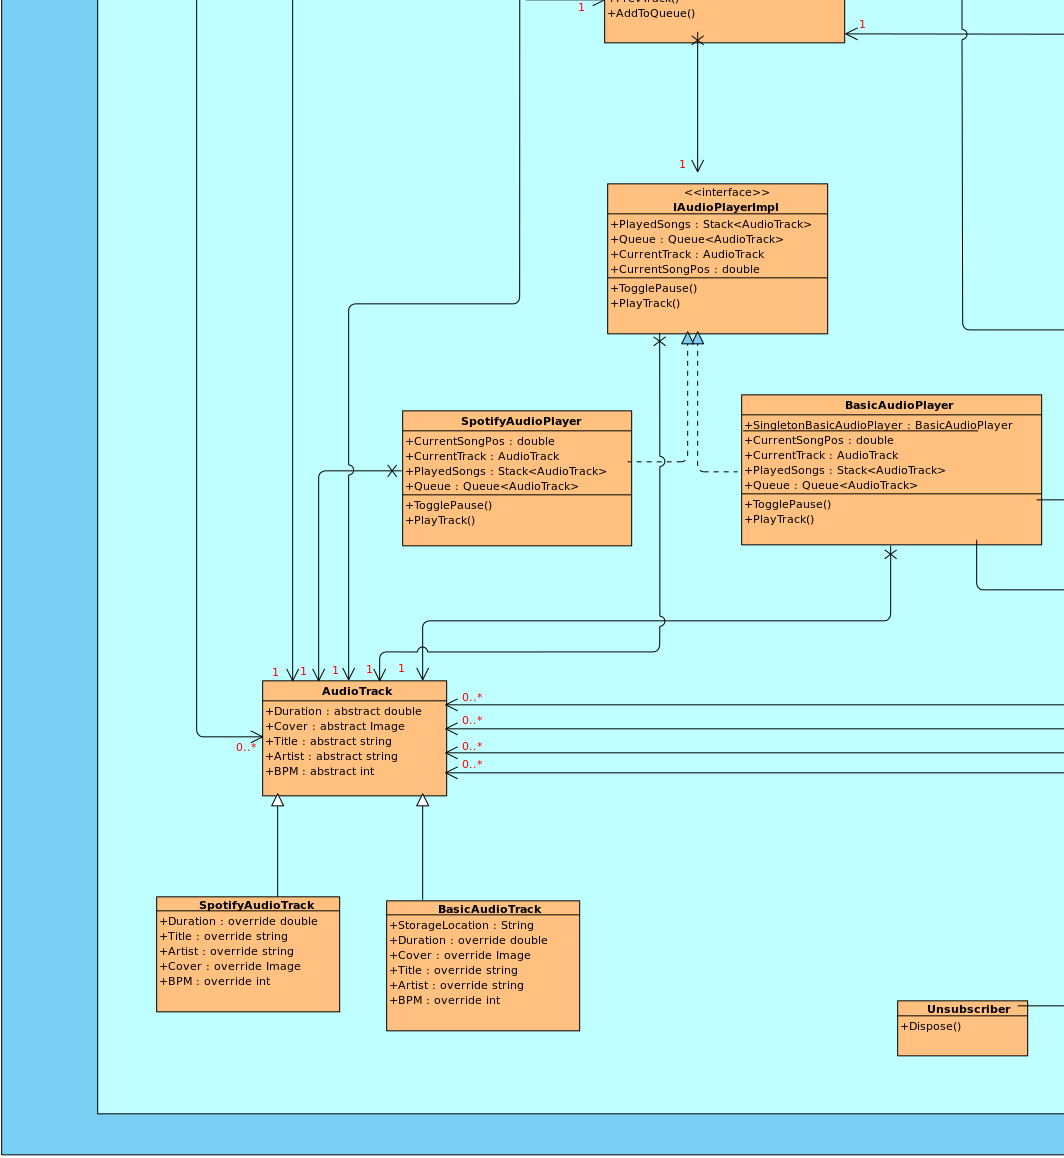 +PrevTrack()
+AddToQueue()
1
1
1
<<interface>>
IAudioPlayerImpl
+PlayedSongs : Stack<AudioTrack>
+Queue : Queue<AudioTrack>
+CurrentTrack : AudioTrack
+CurrentSongPos : double
+TogglePause()
+PlayTrack()
SpotifyAudioPlayer
+CurrentSongPos : double
+CurrentTrack : AudioTrack
+PlayedSongs : Stack<AudioTrack>
+Queue : Queue<AudioTrack>
+TogglePause()
+PlayTrack()
BasicAudioPlayer
+SingletonBasicAudioPlayer : BasicAudioPlayer
+CurrentSongPos : double
+CurrentTrack : AudioTrack
+PlayedSongs : Stack<AudioTrack>
+Queue : Queue<AudioTrack>
+TogglePause()
+PlayTrack()
1
1
1
1
1
AudioTrack
+Duration : abstract double
+Cover : abstract Image
+Title : abstract string
+Artist : abstract string
+BPM : abstract int
0..*
0..*
0..*
0..*
0..*
SpotifyAudioTrack
+Duration : override double
+Title : override string
+Artist : override string
+Cover : override Image
+BPM : override int
BasicAudioTrack
+StorageLocation : String
+Duration : override double
+Cover : override Image
+Title : override string
+Artist : override string
+BPM : override int
Unsubscriber
+Dispose()